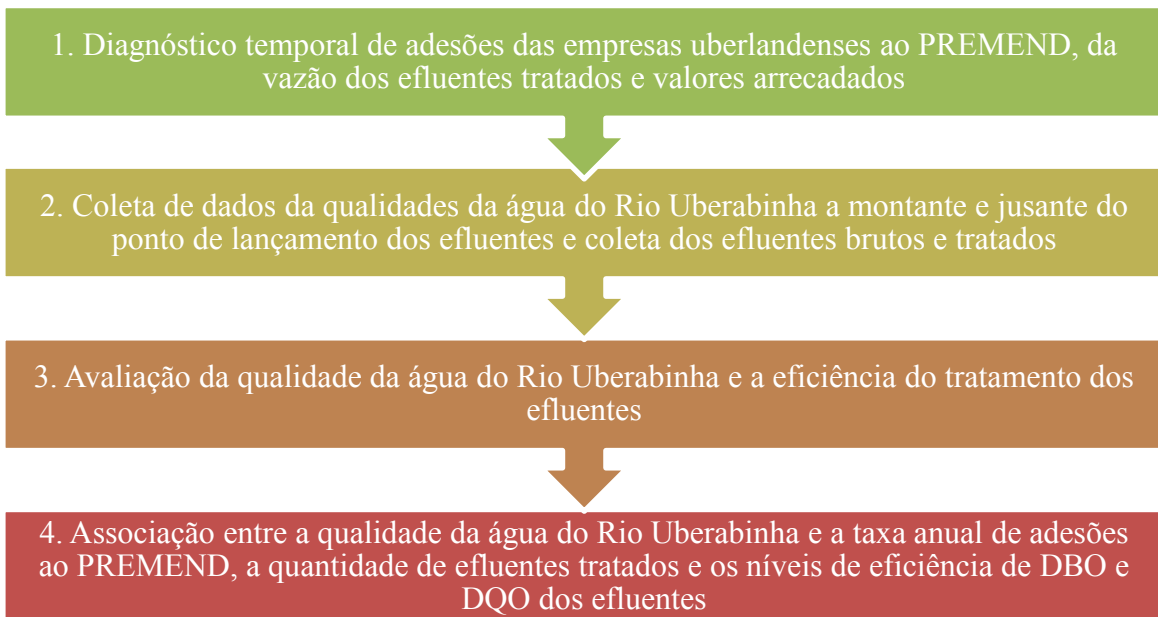 1. Diagnóstico temporal de adesões das empresas uberlandenses ao PREMEND, da
vazão dos efluentes tratados e valores arrecadados
2. Coleta de dados da qualidades da água do Rio Uberabinha a montante e jusante do
ponto de lançamento dos efluentes e coleta dos efluentes brutos e tratados
3. Avaliação da qualidade da água do Rio Uberabinha e a eficiência do tratamento dos
efluentes
4. Associação entre a qualidade da água do Rio Uberabinha e a taxa anual de adesões
ao PREMEND, a quantidade de efluentes tratados e os níveis de eficiência de DBO e
DQO dos efluentes